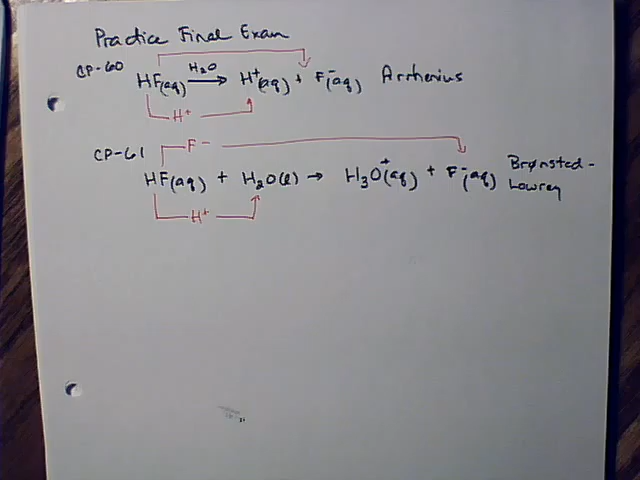 Practice Final Exam
CP-60 HF(aq) H₂O → H⁺(aq) + F⁻(aq) Arrhenius
H⁺
F⁻
CP-61 HF(aq) + H₂O(l) → H₃O⁺(aq) + F⁻(aq) Brønsted-
Lowrey
H⁺